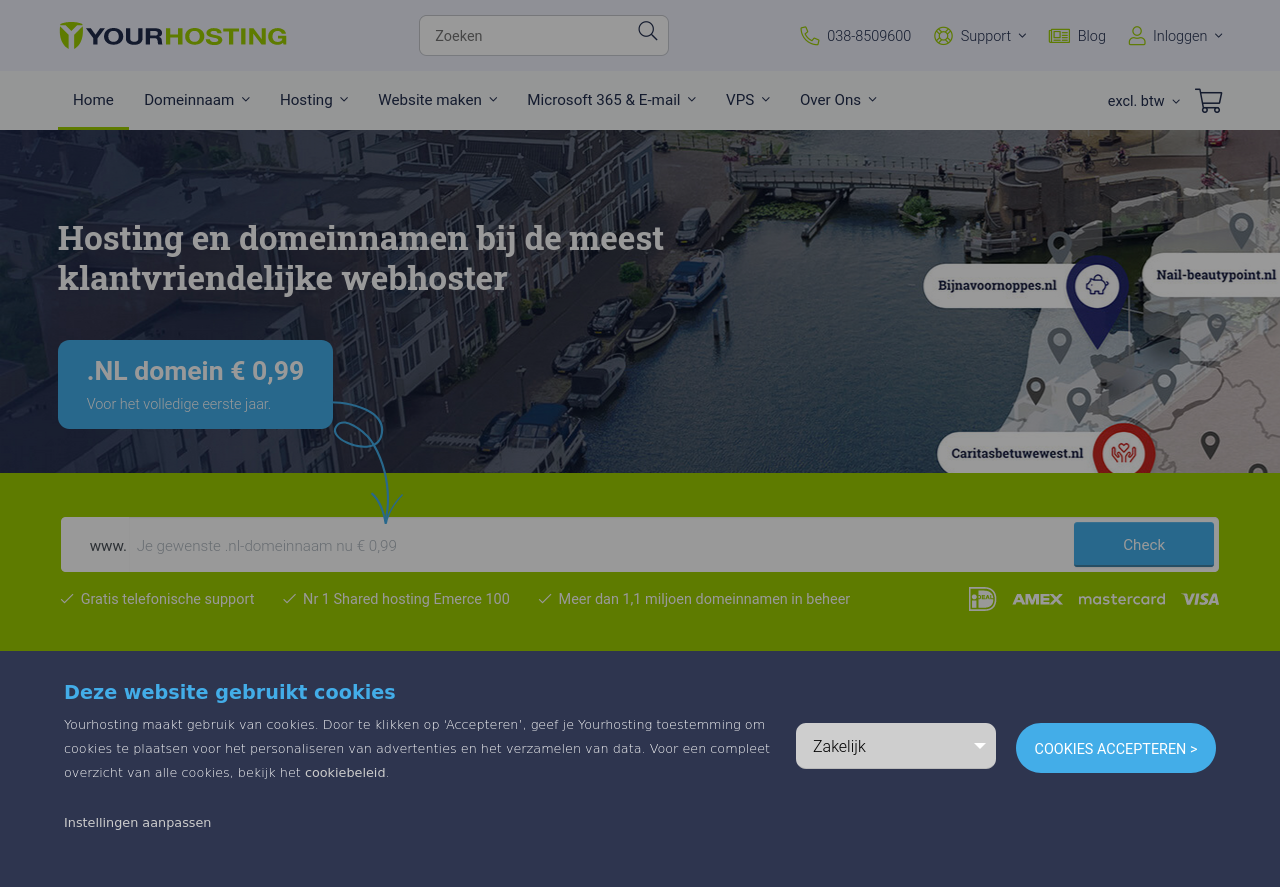 YOURHOSTING
Zoeken
038-8509600
Support
Blog
Inloggen
Home
Domeinnaam
Hosting
Website maken
Microsoft 365 & E-mail
VPS
Over Ons
excl. btw
Hosting en domeinnamen bij de meest
klantvriendelijke webhoster
.NL domein € 0,99
Voor het volledige eerste jaar.
Bijnavoornoppes.nl
Nail-beautypoint.nl
Caritasbetuwewest.nl
www. Je gewenste .nl-domeinnaam nu € 0,99
Check
Gratis telefonische support
Nr 1 Shared hosting Emerce 100
Meer dan 1,1 miljoen domeinnamen in beheer
iDEAL
AMEX
mastercard
VISA
Deze website gebruikt cookies
Yourhosting maakt gebruik van cookies. Door te klikken op ‘Accepteren’, geef je Yourhosting toestemming om
cookies te plaatsen voor het personaliseren van advertenties en het verzamelen van data. Voor een compleet
overzicht van alle cookies, bekijk het cookiebeleid.
Instellingen aanpassen
Zakelijk
COOKIES ACCEPTEREN >